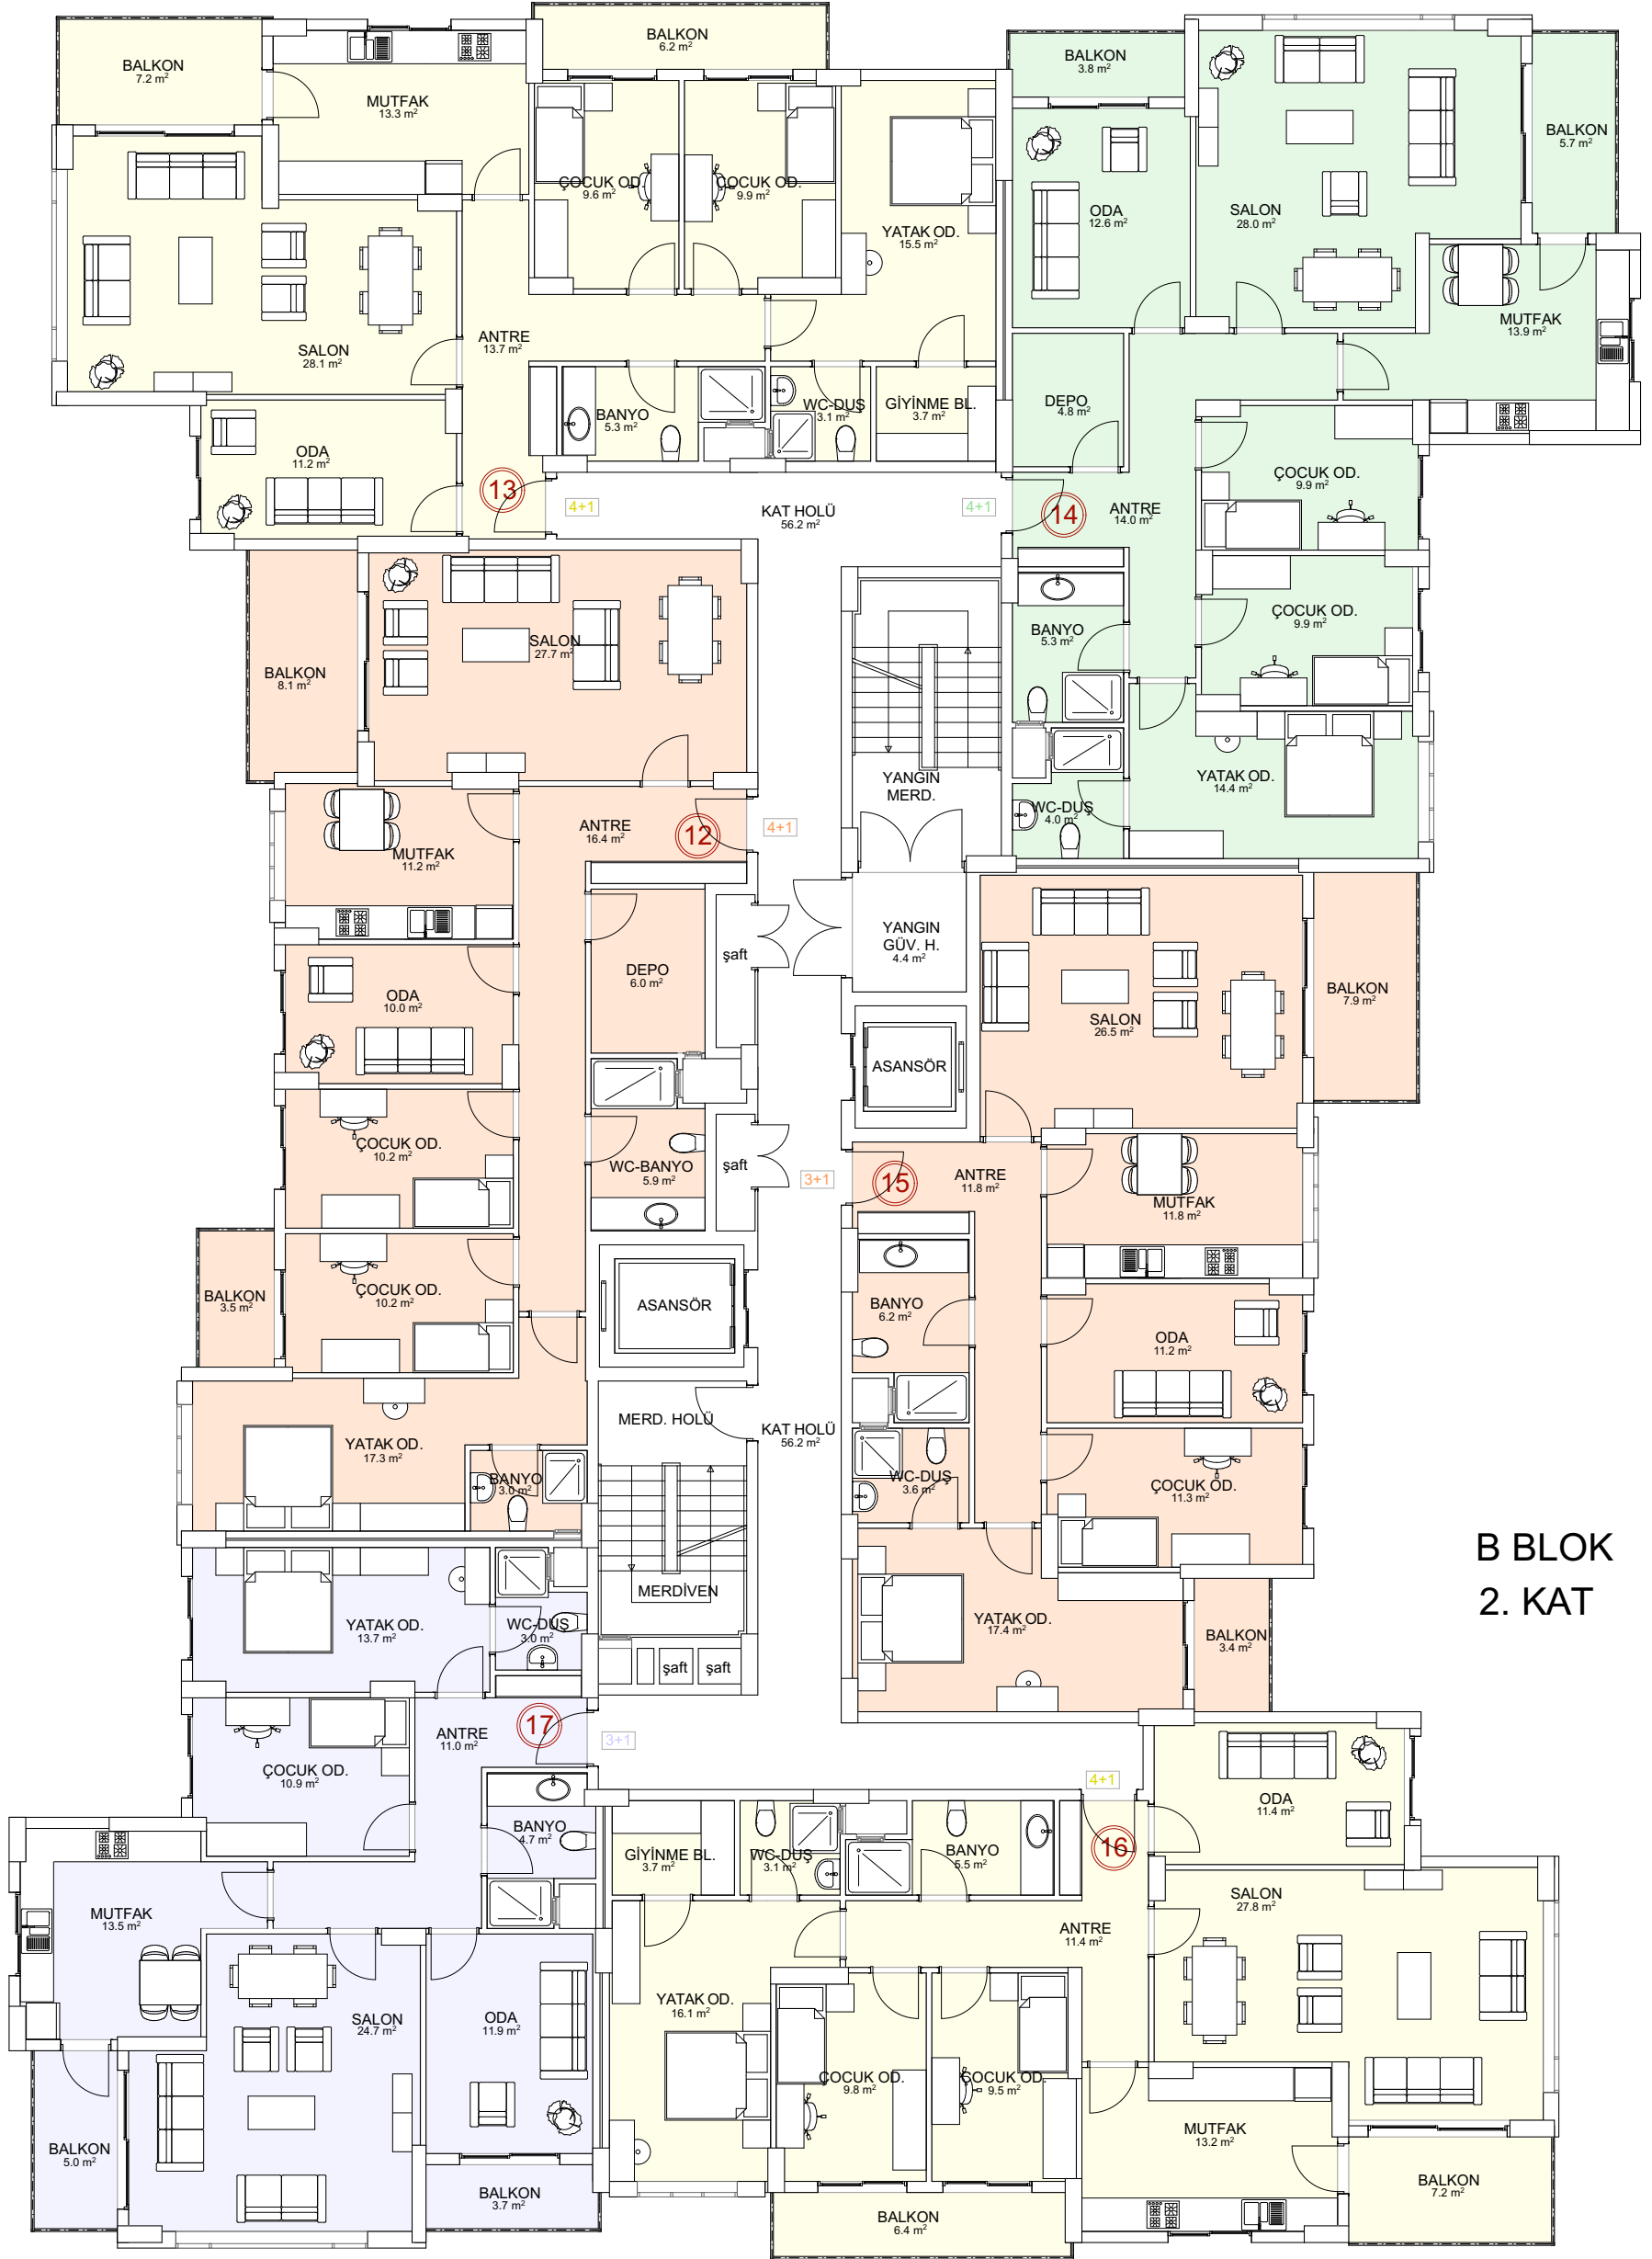 BALKON
7.2 m²
MUTFAK
13.3 m²
BALKON
6.2 m²
ÇOCUK OD.
9.6 m²
ÇOCUK OD.
9.9 m²
YATAK OD.
15.5 m²
SALON
28.1 m²
ANTRE
13.7 m²
BANYO
5.3 m²
WC-DUŞ
3.1 m²
GİYİNME BL.
3.7 m²
ODA
11.2 m²
13
4+1
KAT HOLÜ
56.2 m²
BALKON
3.8 m²
ODA
12.6 m²
SALON
28.0 m²
BALKON
5.7 m²
MUTFAK
13.9 m²
DEPO
4.8 m²
4+1
14
ANTRE
14.0 m²
ÇOCUK OD.
9.9 m²
ÇOCUK OD.
9.9 m²
BANYO
5.3 m²
YATAK OD.
14.4 m²
WC-DUŞ
4.0 m²
YANGIN
MERD.
BALKON
8.1 m²
SALON
27.7 m²
ANTRE
16.4 m²
12
4+1
MUTFAK
11.2 m²
DEPO
6.0 m²
şaft
ODA
10.0 m²
ÇOCUK OD.
10.2 m²
WC-BANYO
5.9 m²
şaft
BALKON
3.5 m²
ÇOCUK OD.
10.2 m²
ASANSÖR
YATAK OD.
17.3 m²
BANYO
3.0 m²
MERD. HOLÜ
KAT HOLÜ
56.2 m²
MERDİVEN
şaft
şaft
YANGIN
GÜV. H.
4.4 m²
ASANSÖR
SALON
26.5 m²
BALKON
7.9 m²
3+1
15
ANTRE
11.8 m²
MUTFAK
11.8 m²
BANYO
6.2 m²
ODA
11.2 m²
WC-DUŞ
3.6 m²
ÇOCUK OD.
11.3 m²
YATAK OD.
17.4 m²
BALKON
3.4 m²
B BLOK
2. KAT
YATAK OD.
13.7 m²
WC-DUŞ
3.0 m²
ANTRE
11.0 m²
17
3+1
ÇOCUK OD.
10.9 m²
BANYO
4.7 m²
MUTFAK
13.5 m²
SALON
24.7 m²
ODA
11.9 m²
BALKON
5.0 m²
BALKON
3.7 m²
4+1
16
ODA
11.4 m²
GİYİNME BL.
3.7 m²
WC-DUŞ
3.1 m²
BANYO
5.5 m²
SALON
27.8 m²
ANTRE
11.4 m²
YATAK OD.
16.1 m²
ÇOCUK OD.
9.8 m²
ÇOCUK OD.
9.5 m²
MUTFAK
13.2 m²
BALKON
7.2 m²
BALKON
6.4 m²